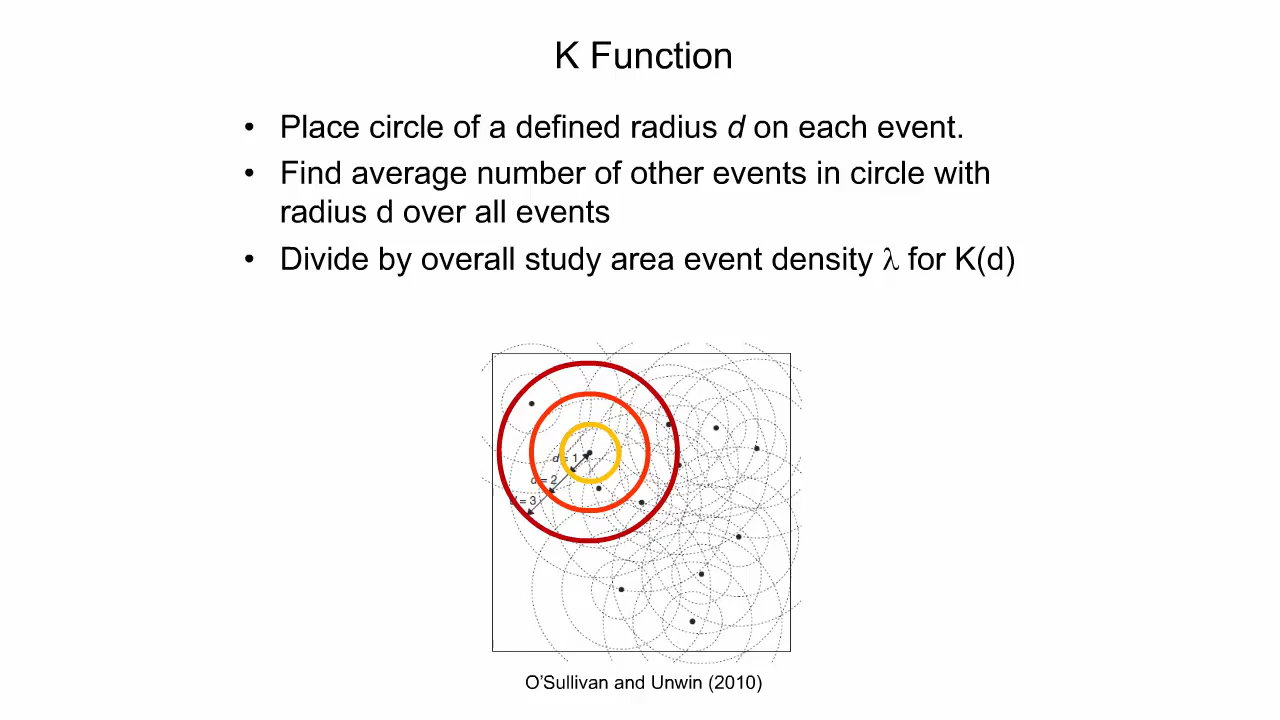 K Function
• Place circle of a defined radius d on each event.
• Find average number of other events in circle with
radius d over all events
• Divide by overall study area event density λ for K(d)
d = 1
d = 2
d = 3
O’Sullivan and Unwin (2010)